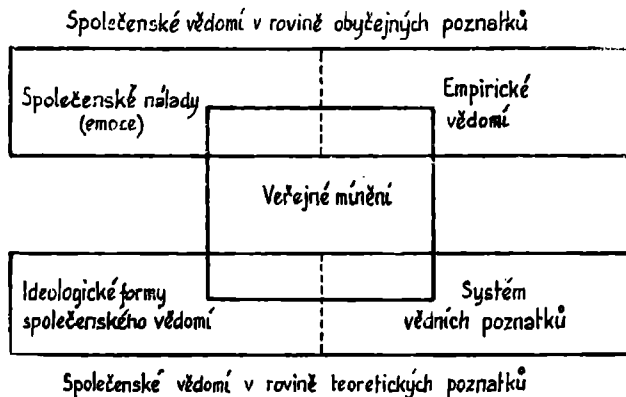 Společenské vědomí v rovině obyčejných poznatků
Společenské nálady
(emoce)
Empirické
vědomí
Veřejné mínění
Ideologické formy
společenského vědomí
Systém
vědních poznatků
Společenské vědomí v rovině teoretických poznatků